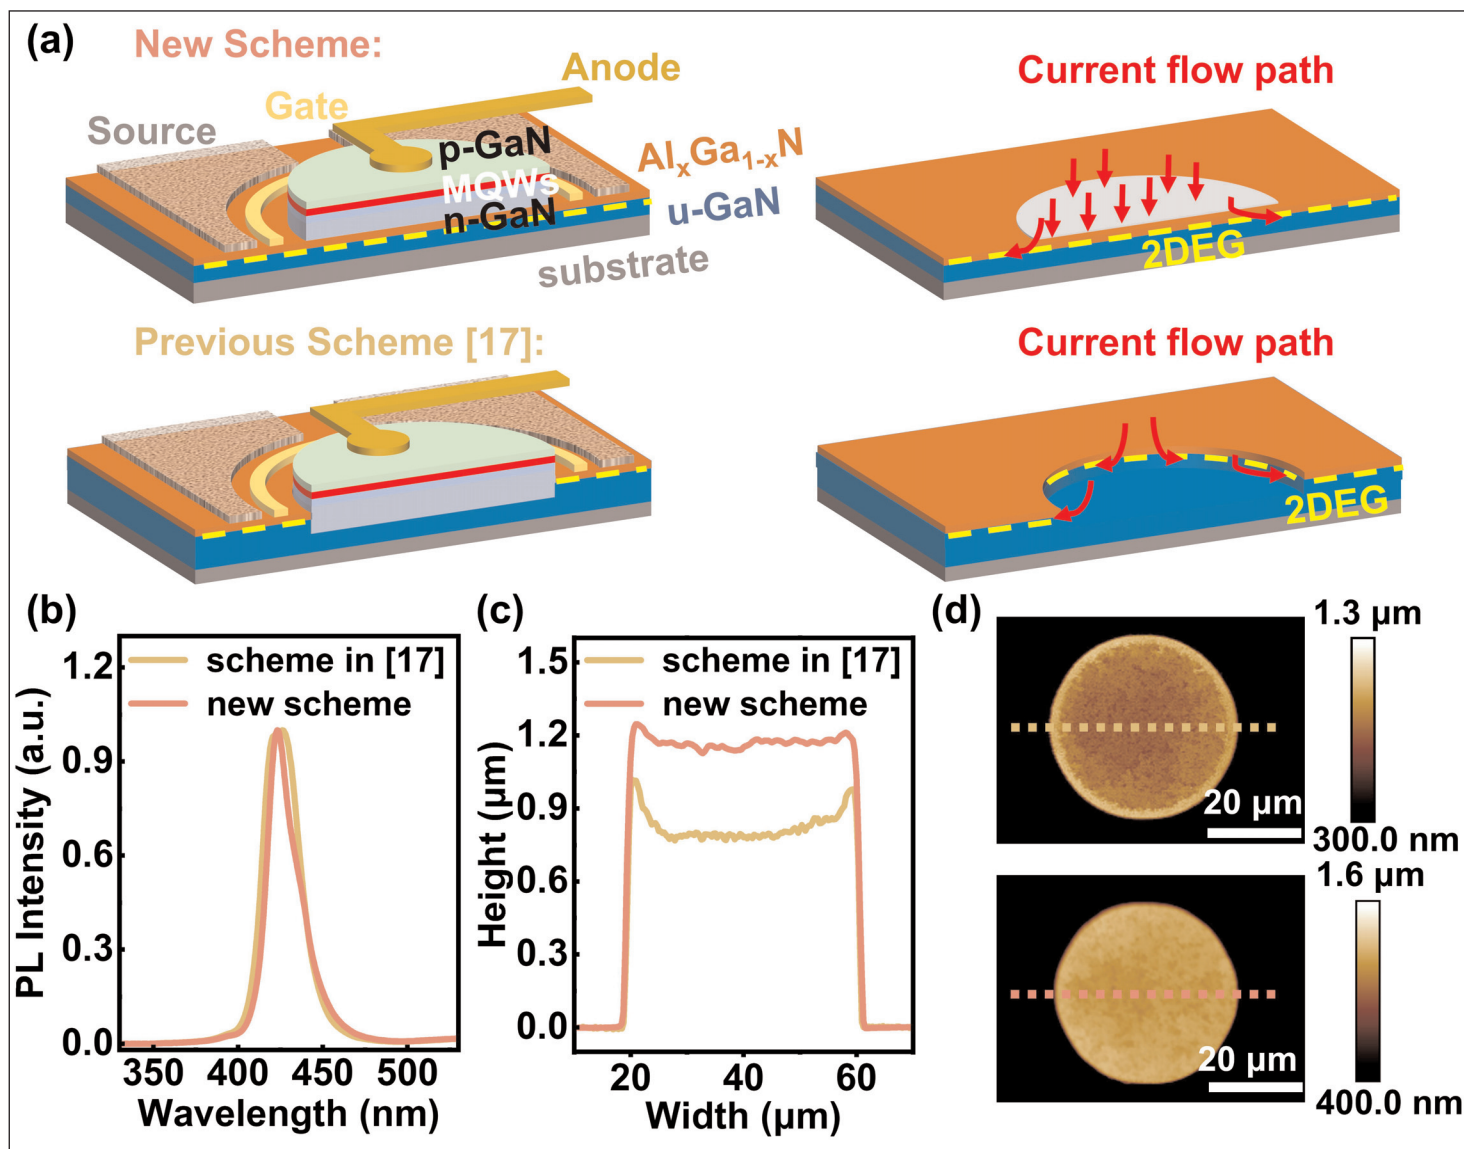 (a)
New Scheme:
Anode
Gate
Source
p-GaN
MQWs
n-GaN
AlxGa1-xN
u-GaN
substrate
Current flow path
2DEG
Previous Scheme [17]:
Current flow path
2DEG
(b)
scheme in [17]
new scheme
PL Intensity (a.u.)
1.2
0.9
0.6
0.3
0.0
350 400 450 500
Wavelength (nm)
(c)
scheme in [17]
new scheme
Height (μm)
1.5
1.2
0.9
0.6
0.3
0.0
20 40 60
Width (μm)
(d)
1.3 μm
20 μm
300.0 nm
1.6 μm
20 μm
400.0 nm